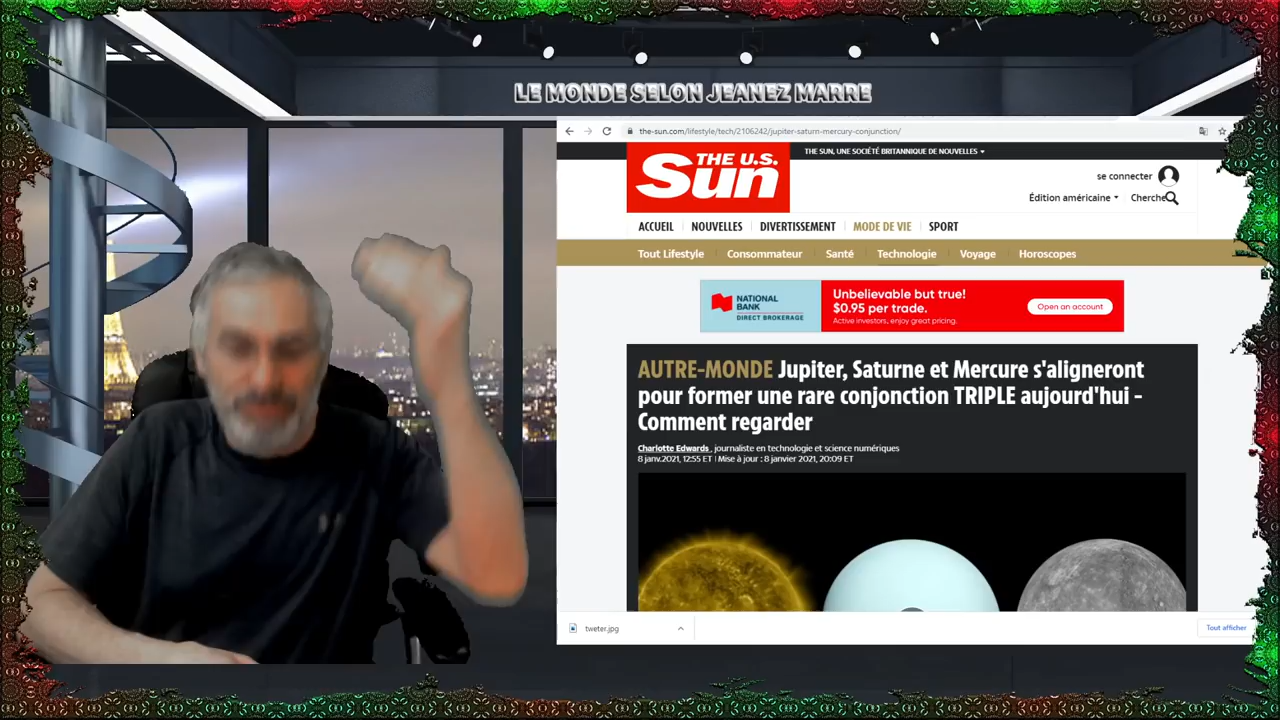 LE MONDE SELON JEANEZ MARRE
the-sun.com/lifestyle/tech/2106242/jupiter-saturn-mercury-conjunction/
THE U.S.
Sun
THE SUN, UNE SOCIÉTÉ BRITANNIQUE DE NOUVELLES
se connecter
Édition américaine
Cherche
ACCUEIL NOUVELLES DIVERTISSEMENT MODE DE VIE SPORT
Tout Lifestyle Consommateur Santé Technologie Voyage Horoscopes
NATIONAL
BANK
DIRECT BROKERAGE
Unbelievable but true!
$0.95 per trade.
Active investors, enjoy great pricing.
Open an account
AUTRE-MONDE Jupiter, Saturne et Mercure s'aligneront
pour former une rare conjonction TRIPLE aujourd'hui -
Comment regarder
Charlotte Edwards , journaliste en technologie et science numériques
8 janv.2021, 12:55 ET | Mise à jour : 8 janvier 2021, 20:09 ET
tweter.jpg
Tout afficher